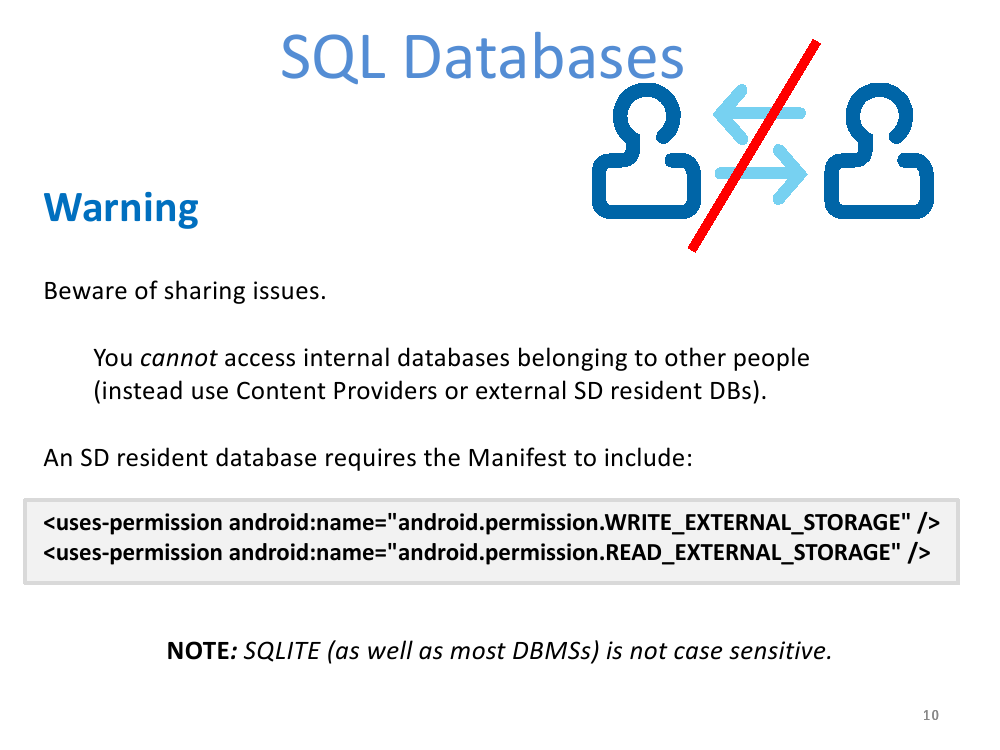 SQL Databases
Warning
Beware of sharing issues.
You cannot access internal databases belonging to other people
(instead use Content Providers or external SD resident DBs).
An SD resident database requires the Manifest to include:
<uses-permission android:name="android.permission.WRITE_EXTERNAL_STORAGE" />
<uses-permission android:name="android.permission.READ_EXTERNAL_STORAGE" />
NOTE: SQLITE (as well as most DBMSs) is not case sensitive.
10